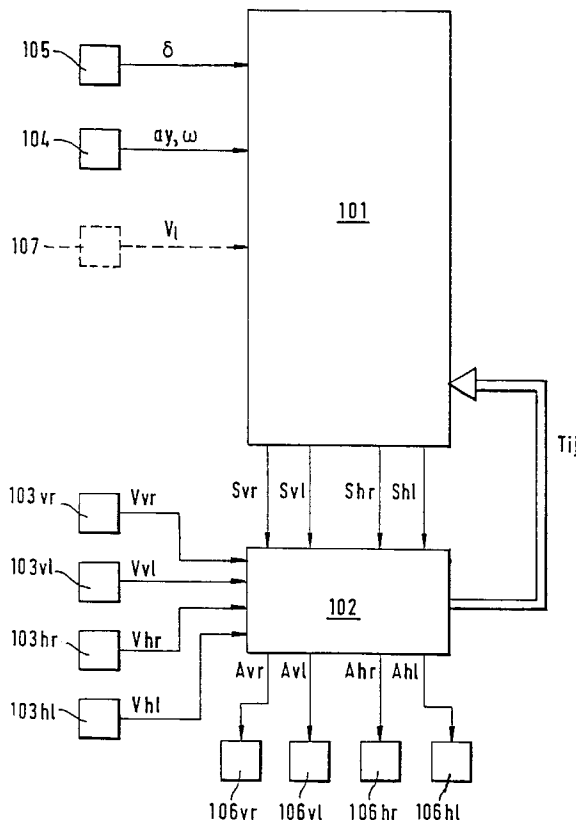 105 δ
104 ay, ω
107 Vl
101
Tij
Svr Svl Shr Shl
103vr Vvr
103vl Vvl
102
103hr Vhr
103hl Vhl
Avr Avl Ahr Ahl
106vr 106vl 106hr 106hl